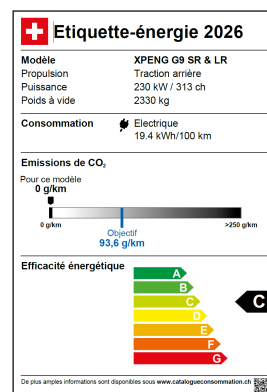 Etiquette-énergie 2026
Modèle XPENG G9 SR & LR
Propulsion Traction arrière
Puissance 230 kW / 313 ch
Poids à vide 2330 kg
Consommation Electrique
19.4 kWh/100 km
Emissions de CO₂
Pour ce modèle
0 g/km
0 g/km >250 g/km
Objectif
93,6 g/km
Efficacité énergétique
A
B
C C
D
E
F
G
De plus amples informations sont disponibles sous www.catalogueconsommation.ch